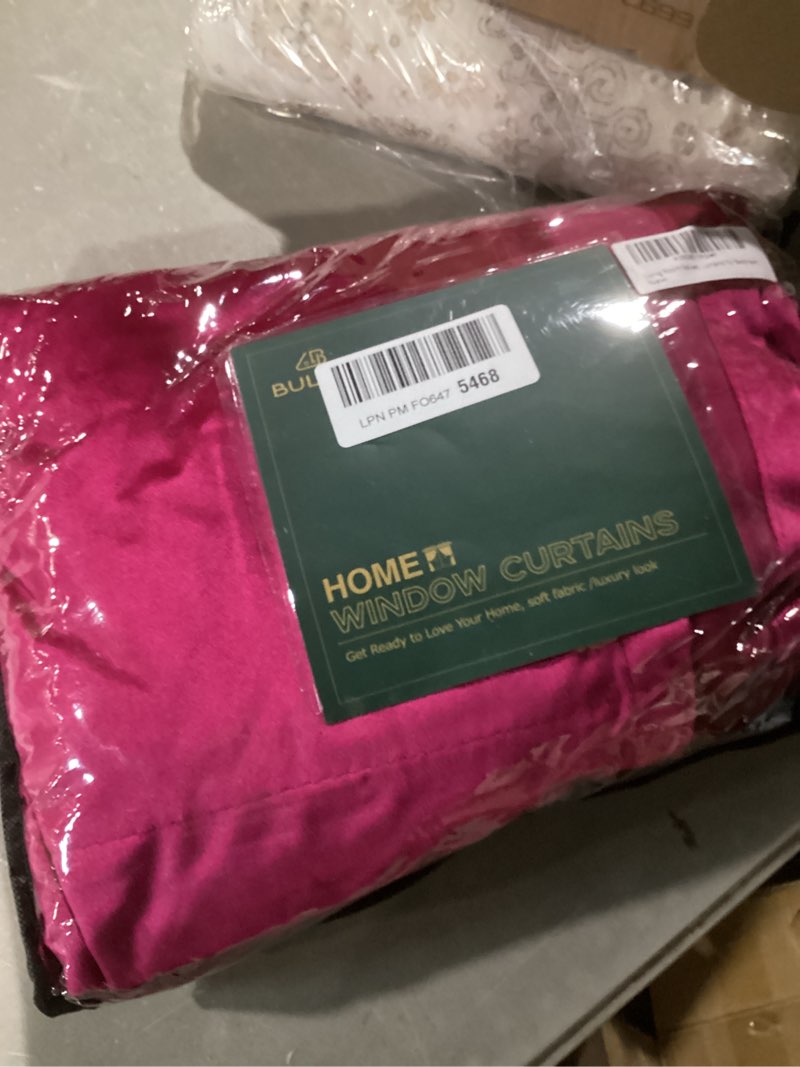 BUL
LPN PM FO647 5468
HOME
WINDOW CURTAINS
Get Ready to Love Your Home, soft fabric /luxury look